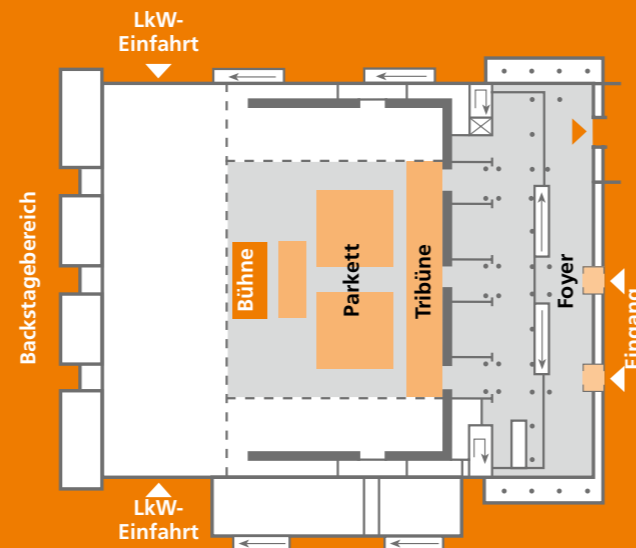 LkW-
Einfahrt
Backstagebereich
Bühne
Parkett
Tribüne
Foyer
Eingang
LkW-
Einfahrt